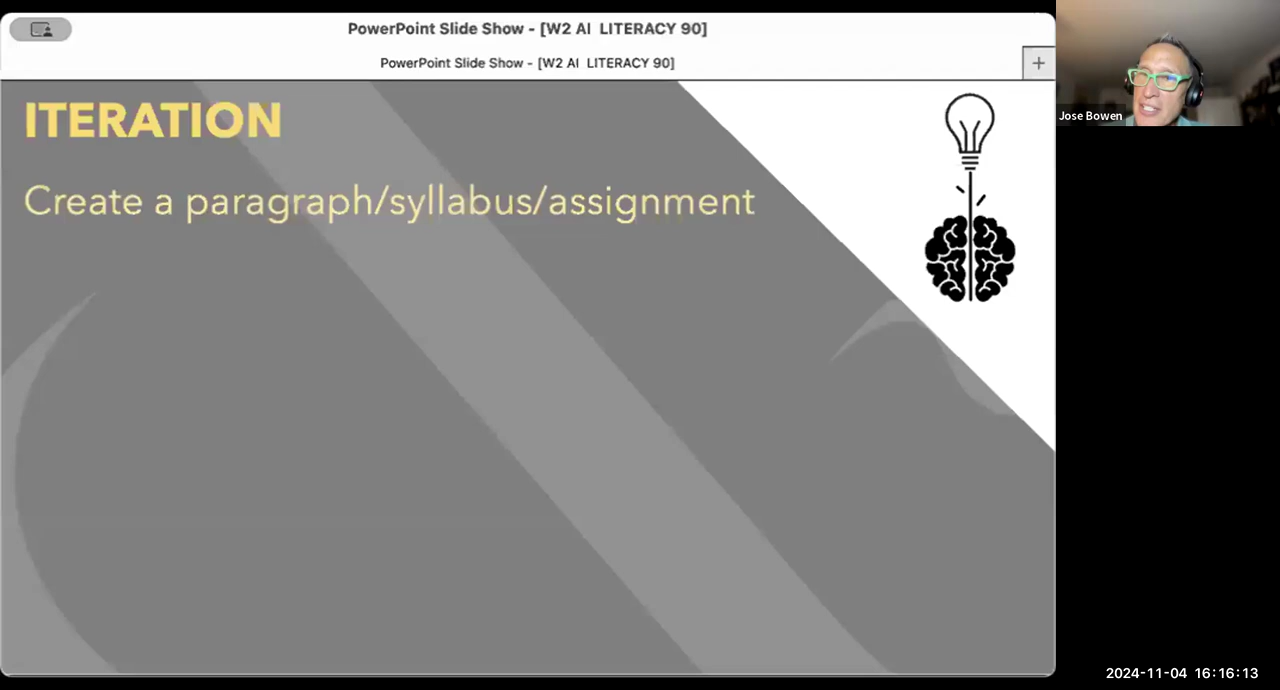 PowerPoint Slide Show - [W2 AI  LITERACY 90]
PowerPoint Slide Show - [W2 AI  LITERACY 90]
+
ITERATION
Create a paragraph/syllabus/assignment
Jose Bowen
2024-11-04 16:16:13